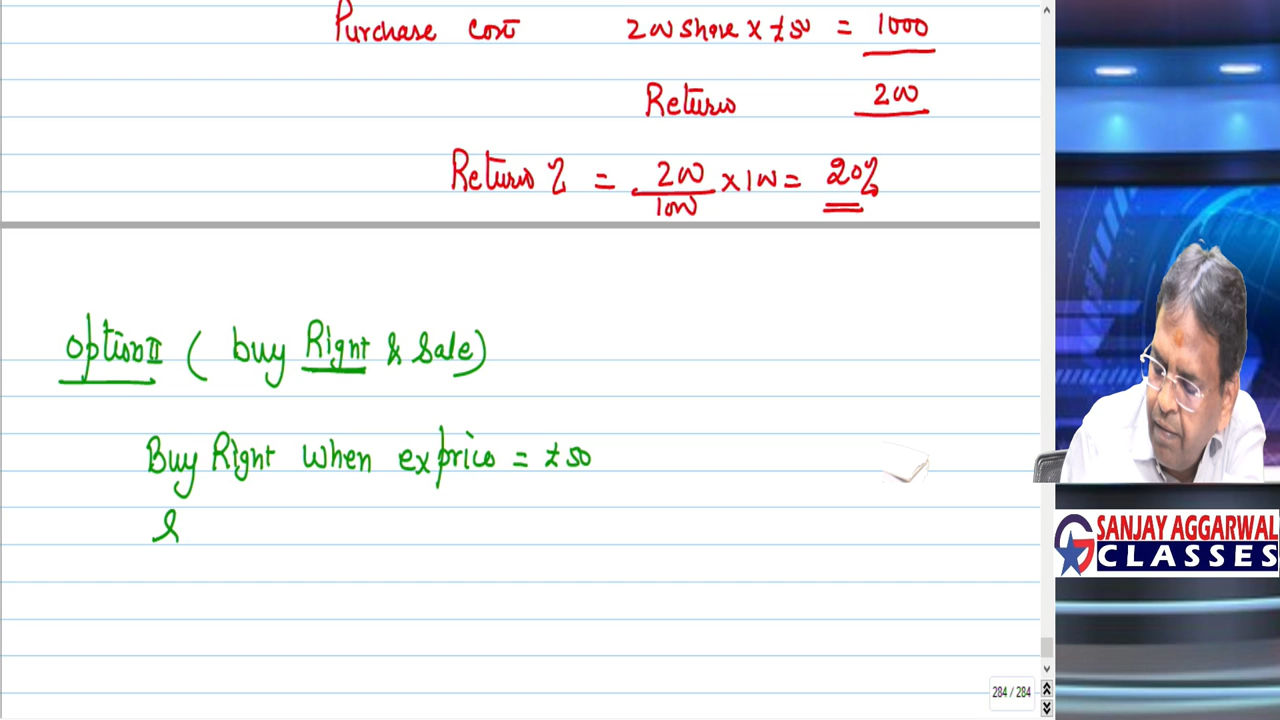 Purchase cost 200 share x ₹50 = 1000
Return 200
Return % = 200 / 1000 x 100 = 20%
Option II ( buy Right & Sale)
Buy Right when ex price = ₹50
&
SANJAY AGGARWAL
CLASSES
284 / 284